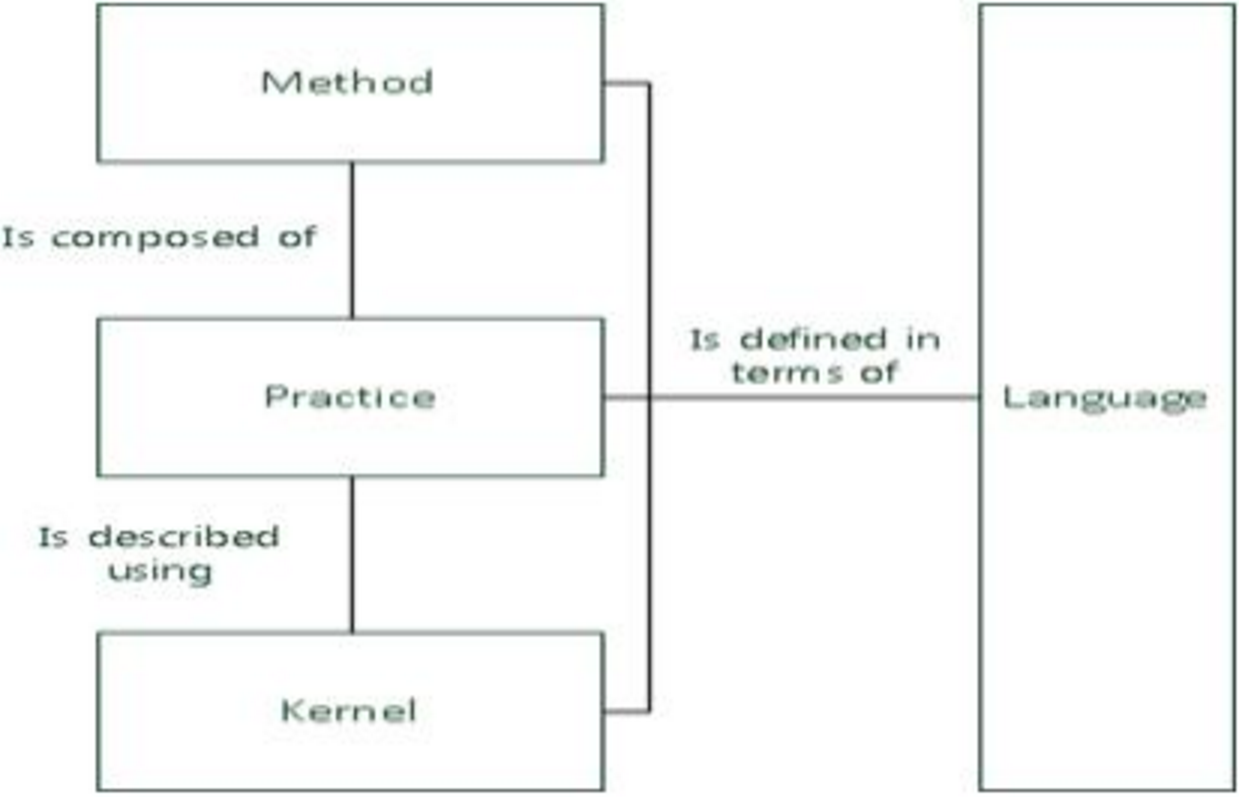 Method
Is composed of
Practice
Is defined in
terms of
Language
Is described
using
Kernel